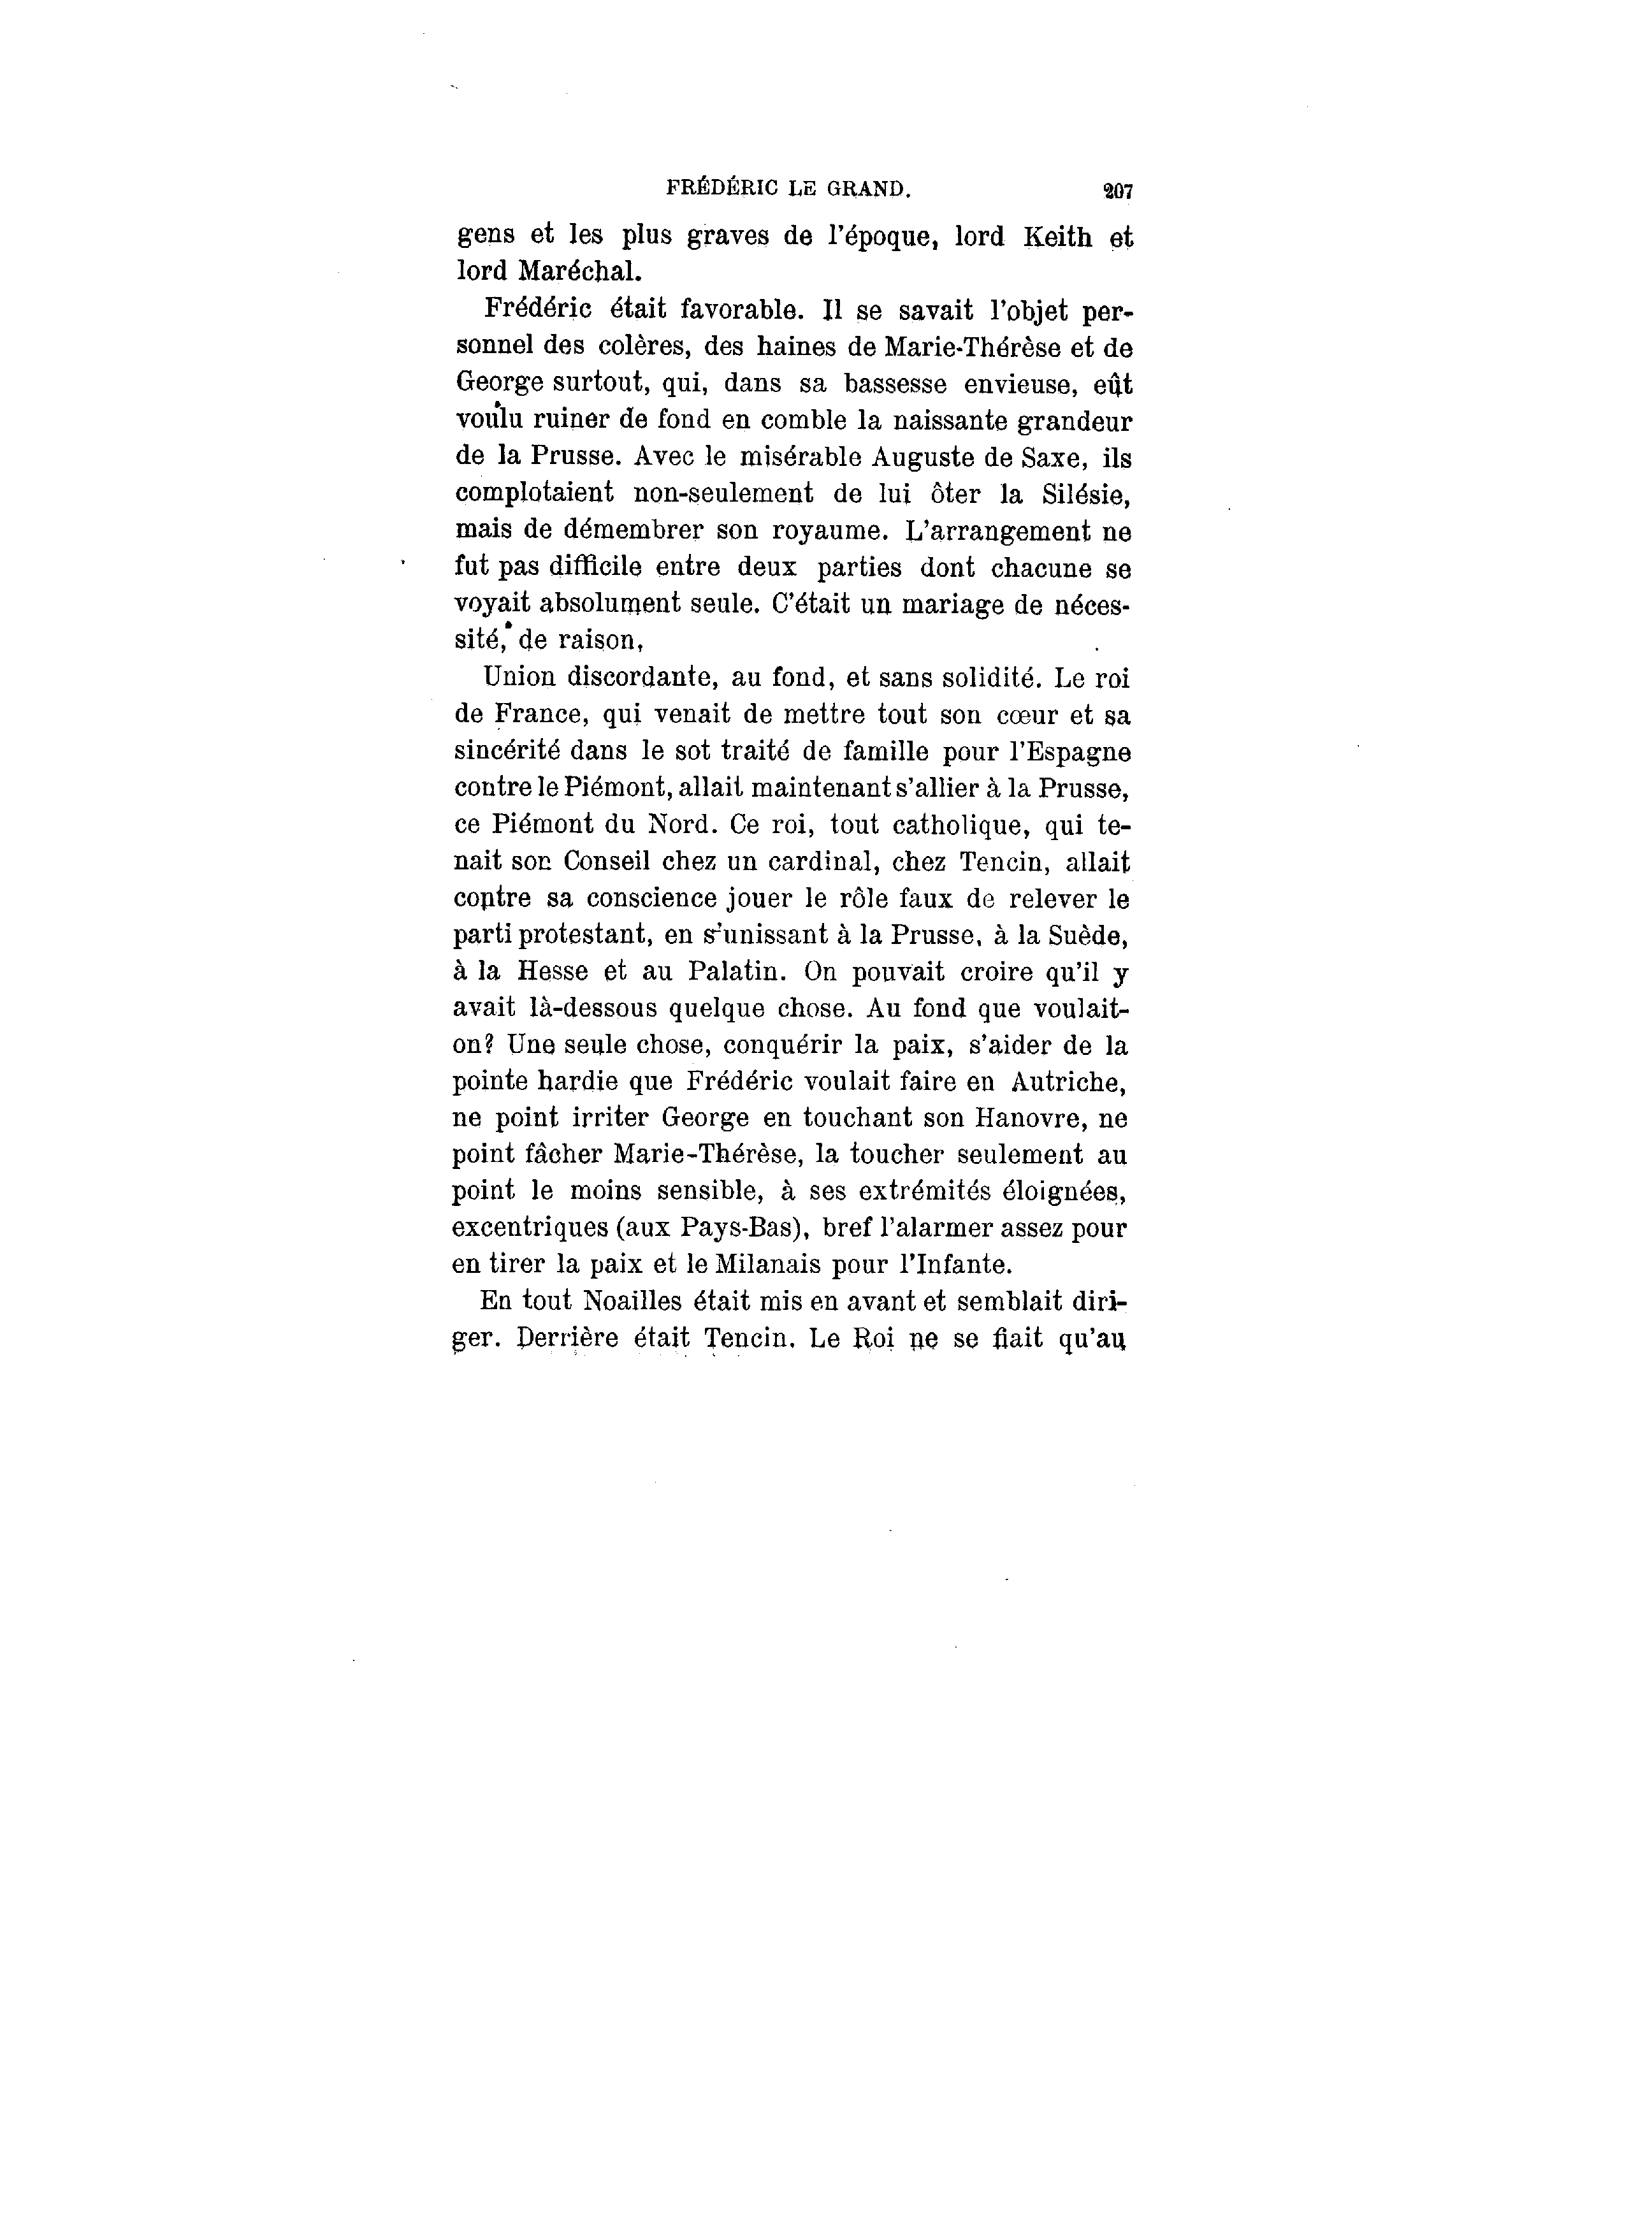 FRÉDÉRIC LE GRAND. 207
gens et les plus graves de l'époque, lord Keith et
lord Maréchal.
Frédéric était favorable. Il se savait l'objet per-
sonnel des colères, des haines de Marie-Thérèse et de
George surtout, qui, dans sa bassesse envieuse, eût
voulu ruiner de fond en comble la naissante grandeur
de la Prusse. Avec le misérable Auguste de Saxe, ils
complotaient non-seulement de lui ôter la Silésie,
mais de démembrer son royaume. L'arrangement ne
fut pas difficile entre deux parties dont chacune se
voyait absolument seule. C'était un mariage de néces-
sité, de raison,
Union discordante, au fond, et sans solidité. Le roi
de France, qui venait de mettre tout son cœur et sa
sincérité dans le sot traité de famille pour l'Espagne
contre le Piémont, allait maintenant s'allier à la Prusse,
ce Piémont du Nord. Ce roi, tout catholique, qui te-
nait son Conseil chez un cardinal, chez Tencin, allait
contre sa conscience jouer le rôle faux de relever le
parti protestant, en s'unissant à la Prusse, à la Suède,
à la Hesse et au Palatin. On pouvait croire qu'il y
avait là-dessous quelque chose. Au fond que voulait-
on? Une seule chose, conquérir la paix, s'aider de la
pointe hardie que Frédéric voulait faire en Autriche,
ne point irriter George en touchant son Hanovre, ne
point fâcher Marie-Thérèse, la toucher seulement au
point le moins sensible, à ses extrémités éloignées,
excentriques (aux Pays-Bas), bref l'alarmer assez pour
en tirer la paix et le Milanais pour l'Infante.
En tout Noailles était mis en avant et semblait diri-
ger. Derrière était Tencin. Le Roi ne se fiait qu'au